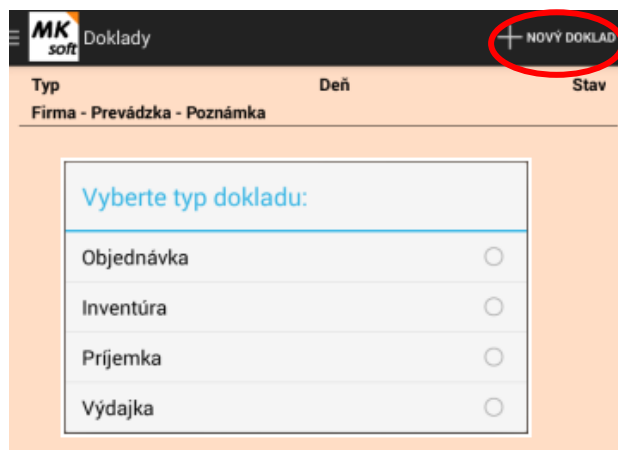 MK soft Doklady + NOVÝ DOKLAD
Typ Deň Stav
Firma - Prevádzka - Poznámka
Vyberte typ dokladu:
Objednávka
Inventúra
Príjemka
Výdajka